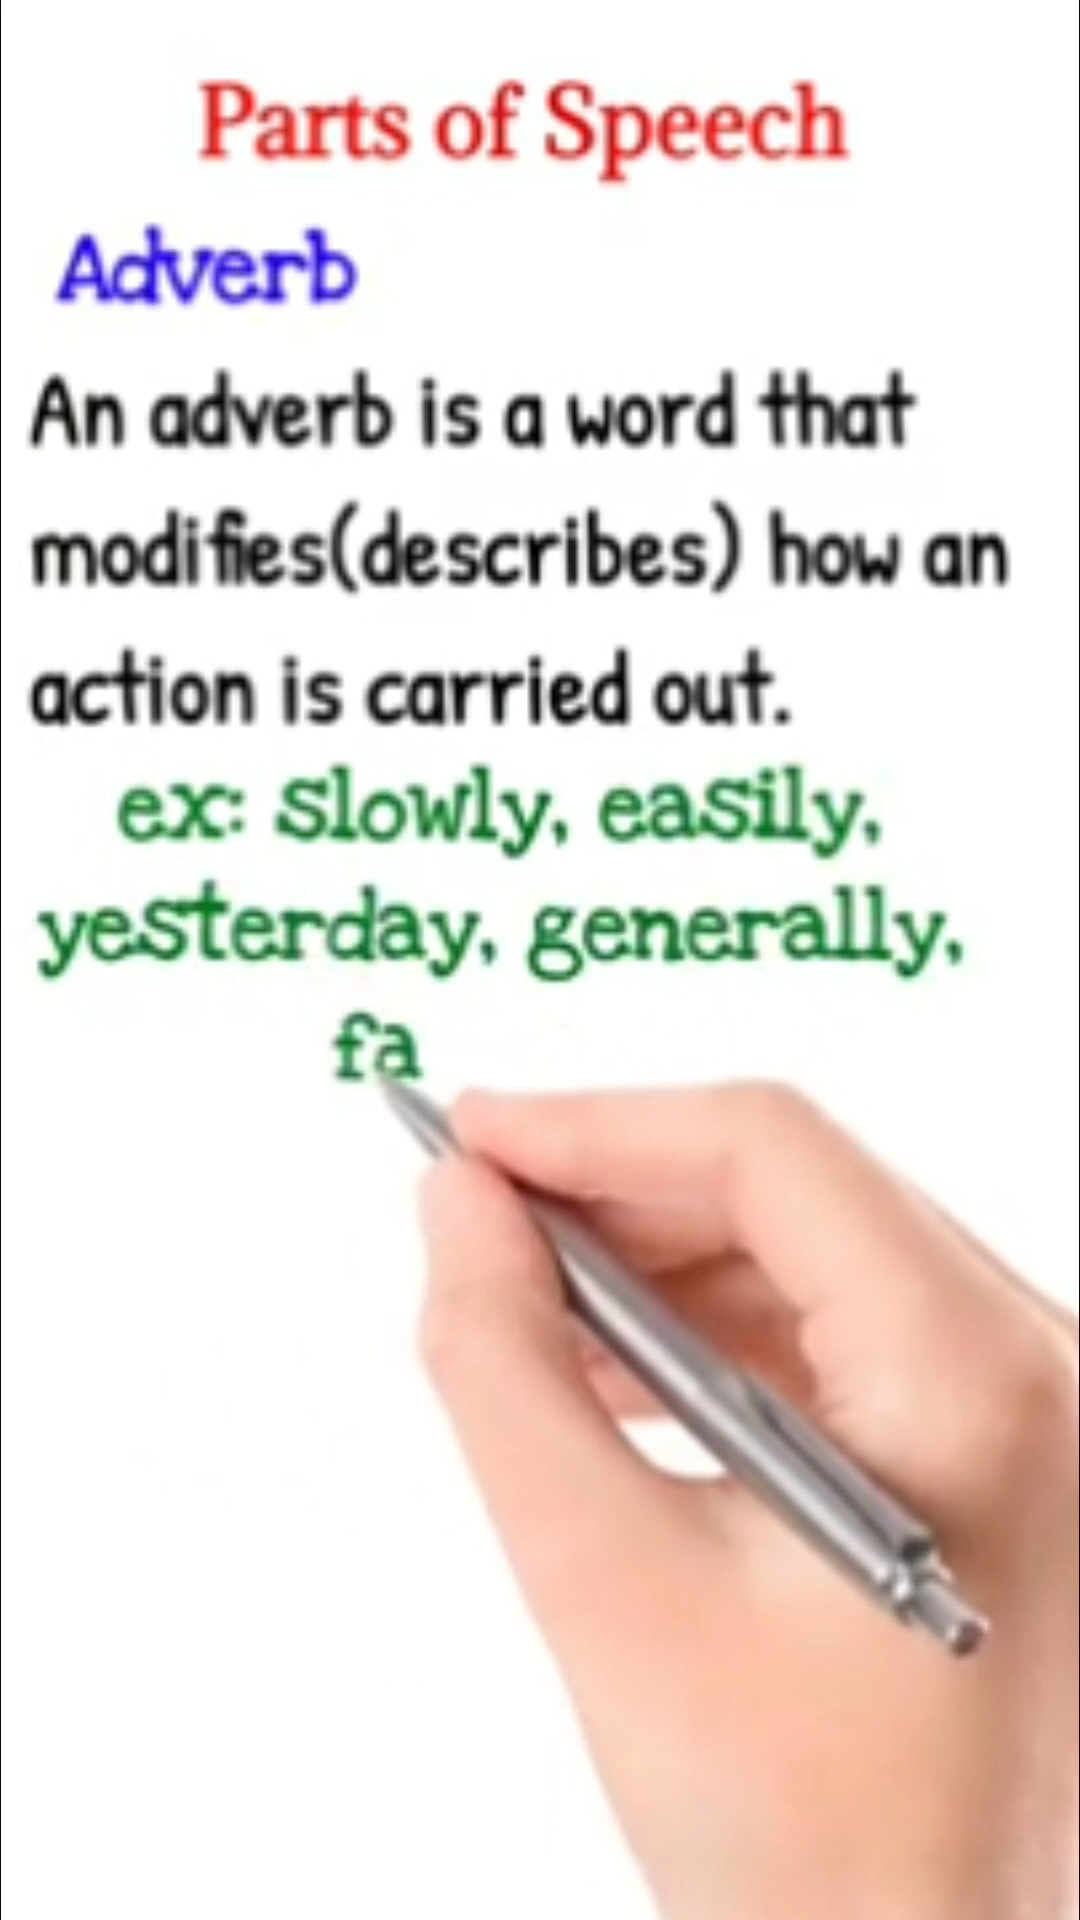 Parts of Speech
Adverb
An adverb is a word that
modifies(describes) how an
action is carried out.
ex: slowly, easily,
yesterday, generally,
fa